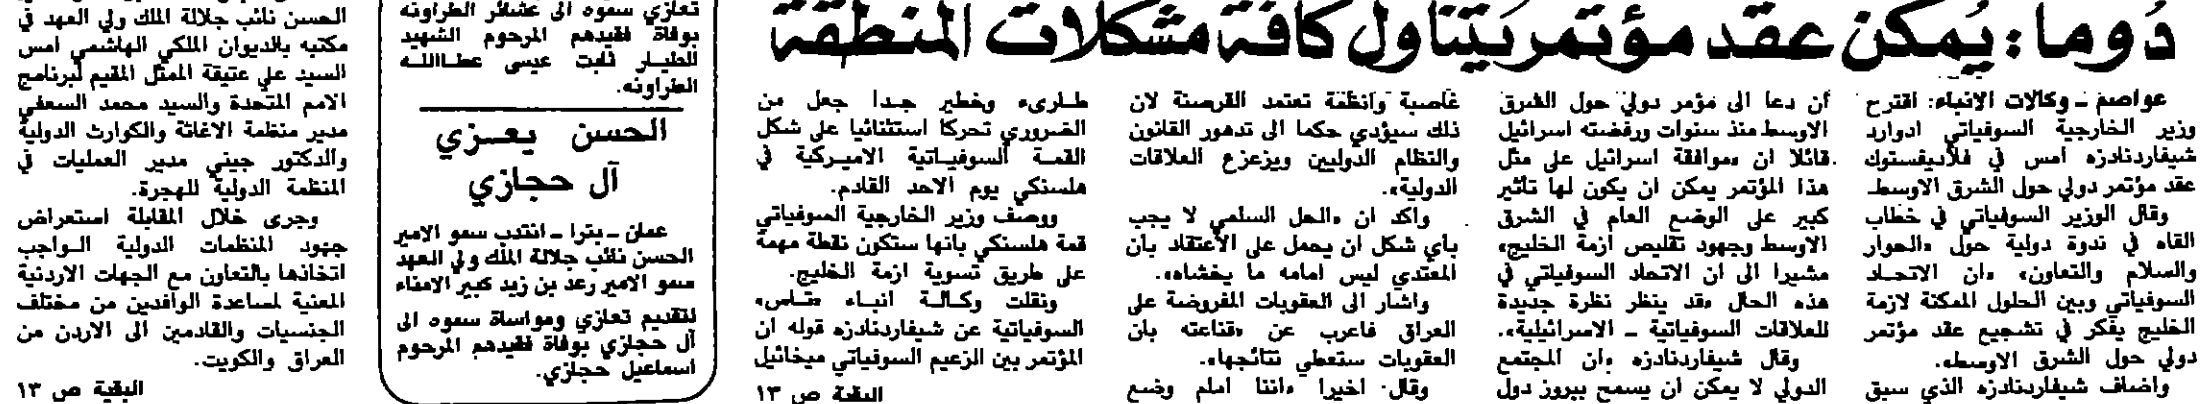 دوما: يُمكن عقد مؤتمر يَتناول كافة مشكلات المنطقة
عواصم ـ وكالات الانباء: اقترح
وزير الخارجية السوفياتي ادوارد
شيفاردنادزه امس في فلاديفستوك
عقد مؤتمر دولي حول الشرق الاوسط.
وقال الوزير السوفياتي في خطاب
القاه في ندوة دولية حول «الحوار
والسلام والتعاون» «ان الاتحاد
السوفياتي وبين الحلول الممكنة لازمة
الخليج يفكر في تشجيع عقد مؤتمر
دولي حول الشرق الاوسط».
واضاف شيفاردنادزه الذي سبق
أن دعا الى مؤمر دولي حول الشرق
الاوسط منذ سنوات ورفضته اسرائيل
قائلا ان «موافقة اسرائيل على مثل
هذا المؤتمر يمكن ان يكون لها تأثير
كبير على الوضع العام في الشرق
الاوسط وجهود تقليص ازمة الخليج»
مشيرا الى ان الاتحاد السوفياتي في
هذه الحال «قد ينظر نظرة جديدة
للعلاقات السوفياتية ـ الاسرائيلية».
وقال شيفاردنادزه «ان المجتمع
الدولي لا يمكن ان يسمح ببروز دول
غاصبة وانظمة تعتمد القرصنة لان
ذلك سيؤدي حكما الى تدهور القانون
والنظام الدوليين ويزعزع العلاقات
الدولية».
واكد ان «الحل السلمي لا يجب
باي شكل ان يحمل على الاعتقاد بان
المعتدي ليس امامه ما يخشاه».
واشار الى العقوبات المفروضة على
العراق فاعرب عن «قناعته بان
العقوبات ستعطي نتائجها».
وقال اخيرا «اننا امام وضع
طارىء وخطير جدا جعل من
الضروري تحركا استثنائيا على شكل
القمة السوفياتية الاميركية في
هلسنكي يوم الاحد القادم.
ووصف وزير الخارجية السوفياتي
قمة هلسنكي بانها ستكون نقطة مهمة
على طريق تسوية ازمة الخليج.
ونقلت وكالة انباء «تاس»
السوفياتية عن شيفاردنادزه قوله ان
المؤتمر بين الزعيم السوفياتي ميخائيل
البقية ص ١٣
تعازي سموه الى عشائر الطراونه
بوفاة فقيدهم المرحوم الشهيد
الطيار ثابت عيسى عطاالله
الطراونه.
الحسن يعزي
آل حجازي
عمان ـ بترا ـ انتدب سمو الامير
الحسن نائب جلالة الملك ولي العهد
سمو الامير رعد بن زيد كبير الامناء
لتقديم تعازي ومواساة سموه الى
آل حجازي بوفاة فقيدهم المرحوم
اسماعيل حجازي.
الحسن نائب جلالة الملك ولي العهد في
مكتبه بالديوان الملكي الهاشمي امس
السيد علي عتيقة الممثل المقيم لبرنامج
الامم المتحدة والسيد محمد السعفي
مدير منظمة الاغاثة والكوارث الدولية
والدكتور جيني مدير العمليات في
المنظمة الدولية للهجرة.
وجرى خلال المقابلة استعراض
جهود المنظمات الدولية الواجب
اتخاذها بالتعاون مع الجهات الاردنية
المعنية لمساعدة الوافدين من مختلف
الجنسيات والقادمين الى الاردن من
العراق والكويت.
البقية ص ١٣